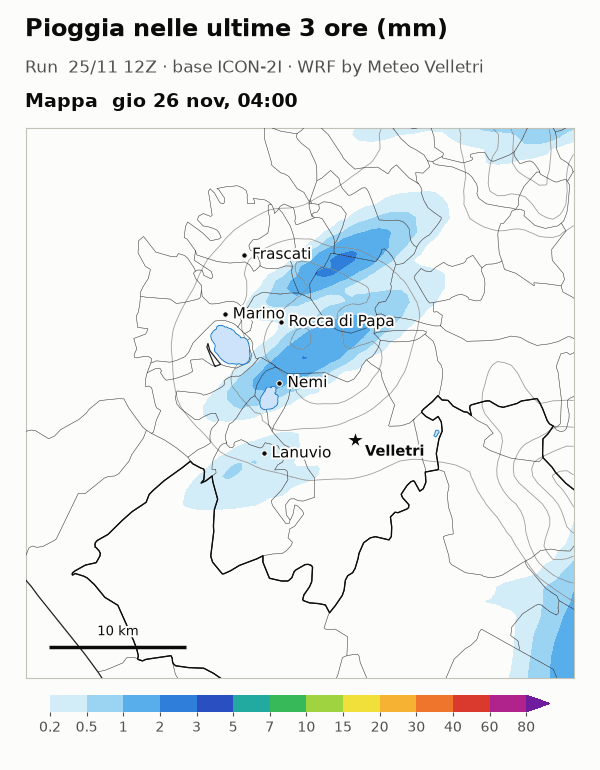 Pioggia nelle ultime 3 ore (mm)
Run  25/11 12Z · base ICON-2I · WRF by Meteo Velletri
Mappa  gio 26 nov, 04:00
Frascati
Marino
Rocca di Papa
Nemi
Velletri
Lanuvio
10 km
0.2 0.5 1 2 3 5 7 10 15 20 30 40 60 80